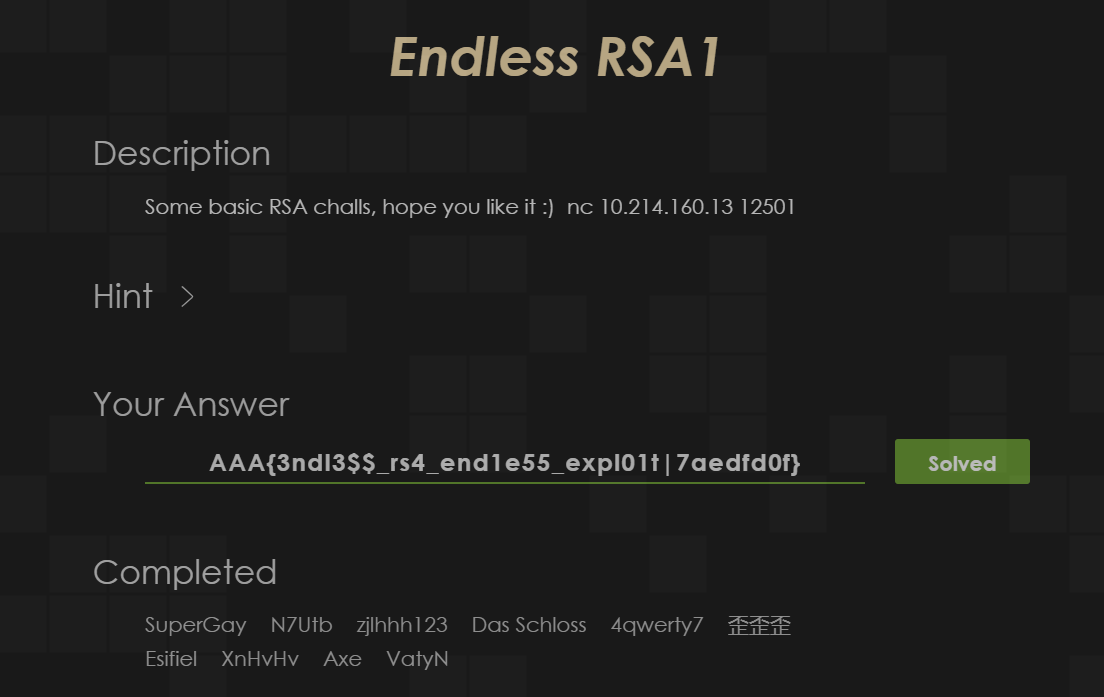 Endless RSA1
Description
Some basic RSA challs, hope you like it :)  nc 10.214.160.13 12501
Hint >
Your Answer
AAA{3ndl3$$_rs4_end1e55_expl01t|7aedfd0f}
Solved
Completed
SuperGay N7Utb zjlhhh123 Das Schloss 4qwerty7 歪歪歪
Esifiel XnHvHv Axe VatyN